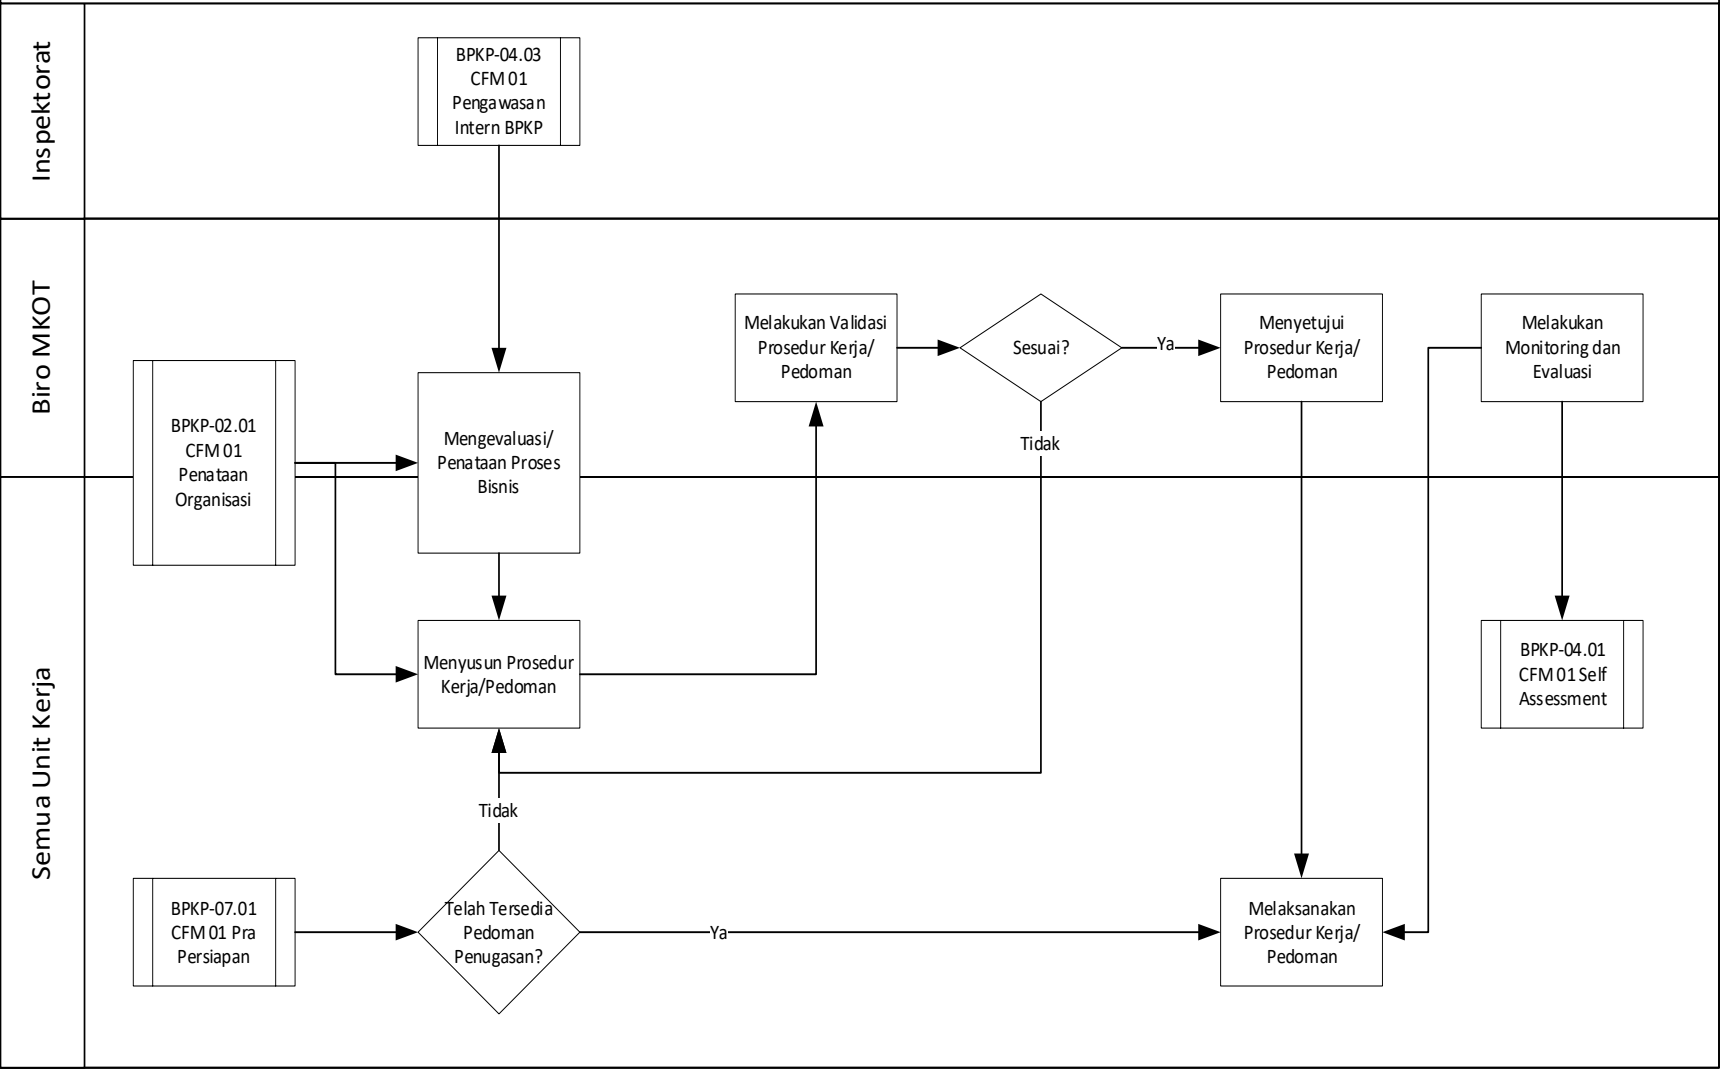 Inspektorat
BPKP-04.03
CFM 01
Pengawasan
Intern BPKP
Biro MKOT
BPKP-02.01
CFM 01
Penataan
Organisasi
Mengevaluasi/
Penataan Proses
Bisnis
Melakukan Validasi
Prosedur Kerja/
Pedoman
Sesuai?
Ya
Tidak
Menyetujui
Prosedur Kerja/
Pedoman
Melakukan
Monitoring dan
Evaluasi
Semua Unit Kerja
Menyusun Prosedur
Kerja/Pedoman
BPKP-04.01
CFM 01 Self
Assessment
Tidak
BPKP-07.01
CFM 01 Pra
Persiapan
Telah Tersedia
Pedoman
Penugasan?
Ya
Melaksanakan
Prosedur Kerja/
Pedoman